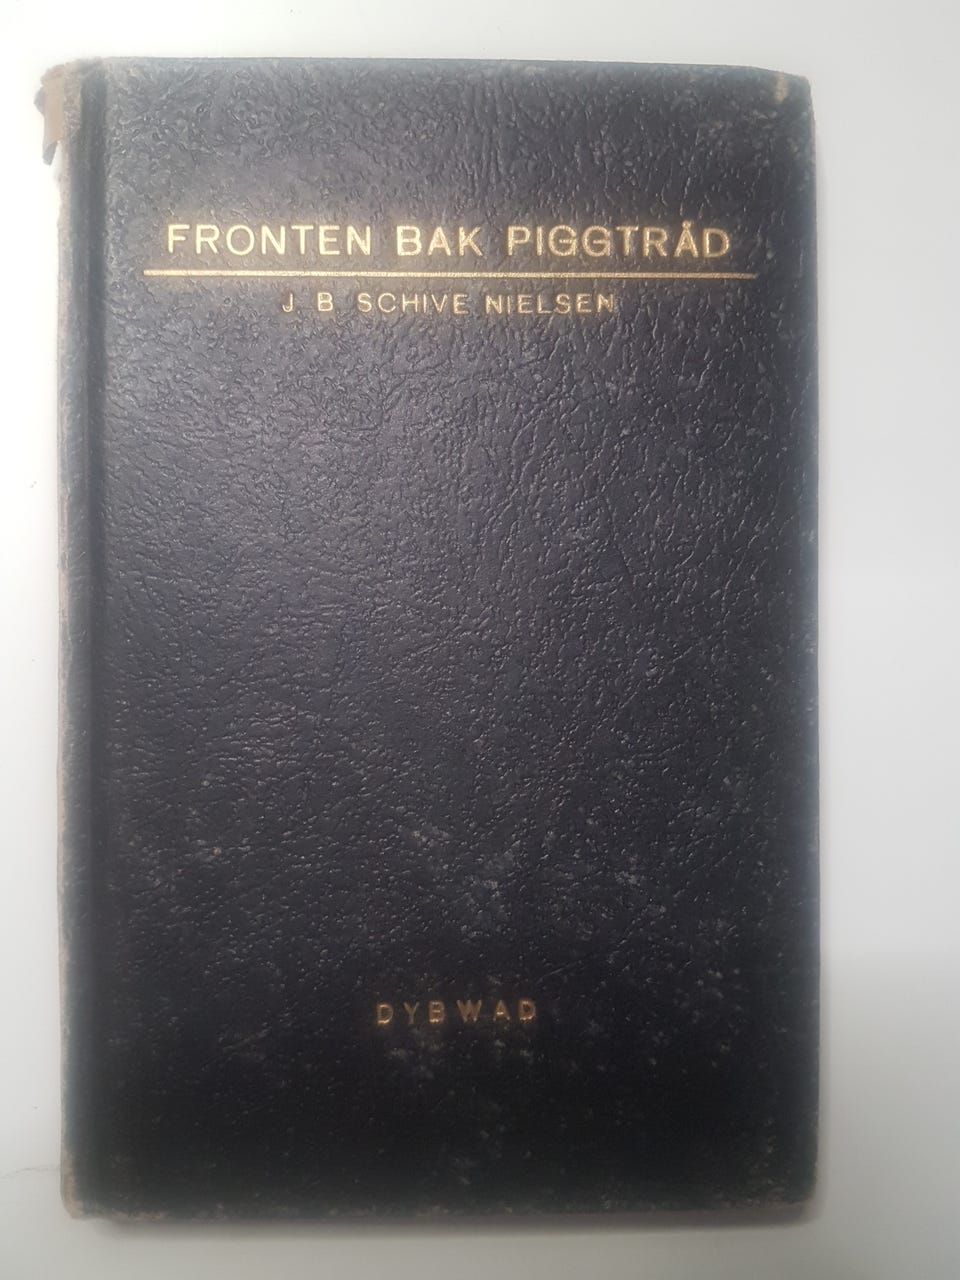 FRONTEN BAK PIGGTRÅD
J B SCHIVE NIELSEN
DYBWAD